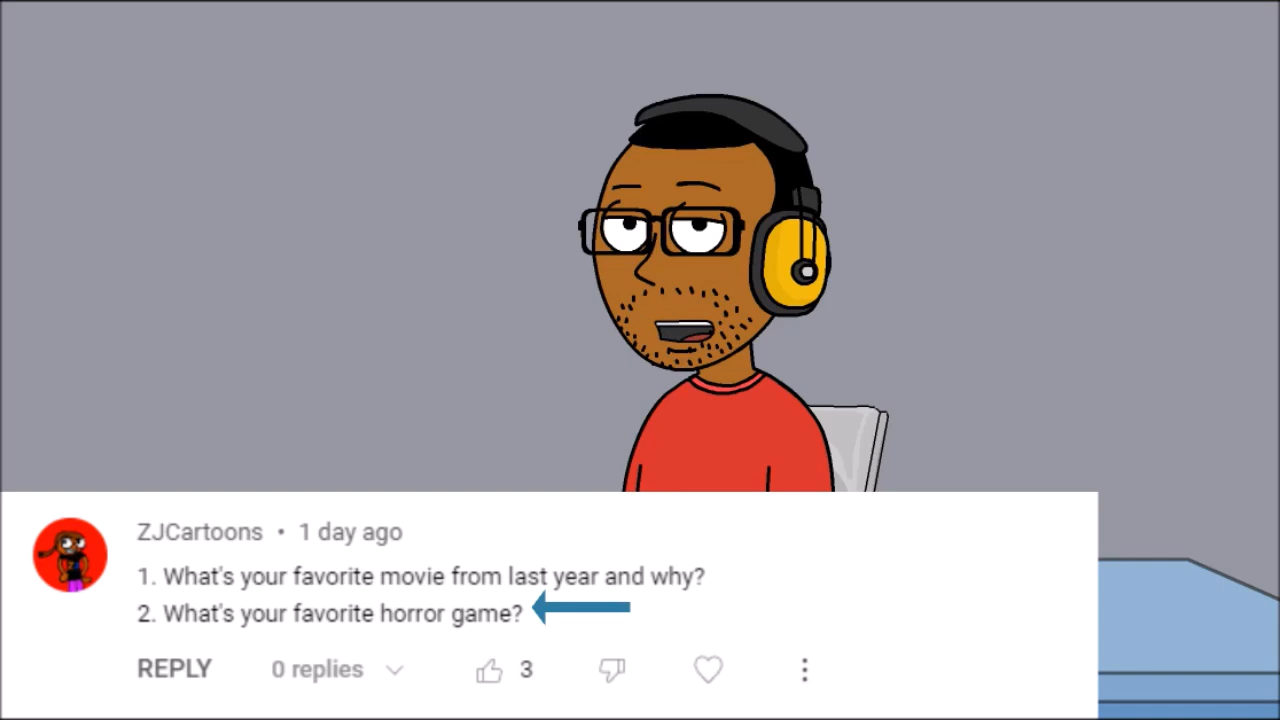 ZJCartoons • 1 day ago
1. What's your favorite movie from last year and why?
2. What's your favorite horror game?
REPLY 0 replies 3